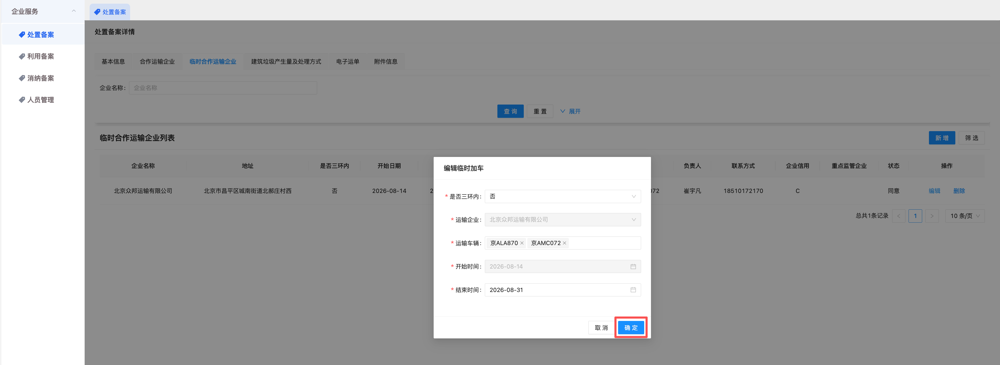 企业服务
处置备案
利用备案
消纳备案
人员管理
处置备案
处置备案详情
基本信息 合作运输企业 临时合作运输企业 建筑垃圾产生量及处理方式 电子运单 附件信息
企业名称: 企业名称
查询 重置 展开
临时合作运输企业列表 新增 筛选
企业名称 地址 是否三环内 开始日期 负责人 联系方式 企业信用 重点监管企业 状态 操作
北京众邦运输有限公司 北京市昌平区城南街道北郝庄村西 否 2026-08-14 2 072 崔宇凡 18510172170 C 同意 编辑 删除
总共1条记录 < 1 > 10 条/页
编辑临时加车
* 是否三环内: 否
* 运输企业: 北京众邦运输有限公司
* 运输车辆: 京ALA870 × 京AMC072 ×
* 开始时间: 2026-08-14
* 结束时间: 2026-08-31
取消 确定